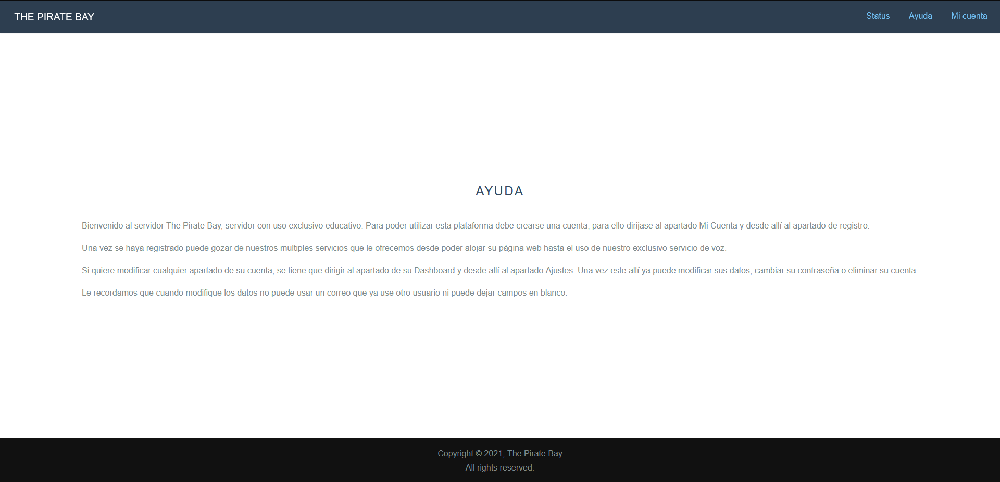 THE PIRATE BAY
Status
Ayuda
Mi cuenta
AYUDA
Bienvenido al servidor The Pirate Bay, servidor con uso exclusivo educativo. Para poder utilizar esta plataforma debe crearse una cuenta, para ello dirijase al apartado Mi Cuenta y desde allí al apartado de registro.
Una vez se haya registrado puede gozar de nuestros multiples servicios que le ofrecemos desde poder alojar su página web hasta el uso de nuestro exclusivo servicio de voz.
Si quiere modificar cualquier apartado de su cuenta, se tiene que dirigir al apartado de su Dashboard y desde allí al apartado Ajustes. Una vez este allí ya puede modificar sus datos, cambiar su contraseña o eliminar su cuenta.
Le recordamos que cuando modifique los datos no puede usar un correo que ya use otro usuario ni puede dejar campos en blanco.
Copyright © 2021, The Pirate Bay
All rights reserved.